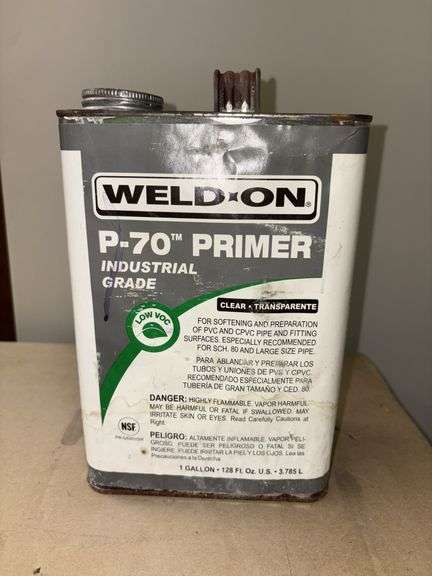 WELD-ON®
P-70™ PRIMER
INDUSTRIAL
GRADE
LOW VOC
CLEAR • TRANSPARENTE
FOR SOFTENING AND PREPARATION
OF PVC AND CPVC PIPE AND FITTING
SURFACES. ESPECIALLY RECOMMENDED
FOR SCH. 80 AND LARGE SIZE PIPE.
PARA ABLANDAR Y PREPARAR LOS
TUBOS Y UNIONES DE PVC Y CPVC.
RECOMENDADO ESPECIALMENTE PARA
TUBERÍA DE GRAN TAMAÑO Y CED. 80
DANGER: HIGHLY FLAMMABLE. VAPOR HARMFUL.
MAY BE HARMFUL OR FATAL IF SWALLOWED. MAY
IRRITATE SKIN OR EYES. Read Carefully Cautions at
Right
NSF
PELIGRO: ALTAMENTE INFLAMABLE. VAPOR PELI-
GROSO. PUEDE SER PELIGROSO O FATAL SI SE
INGIERE. PUEDE IRRITAR LA PIEL Y LOS OJOS. Lea las
Precauciones a la Derecha
1 GALLON • 128 Fl. Oz. U.S. • 3.785 L